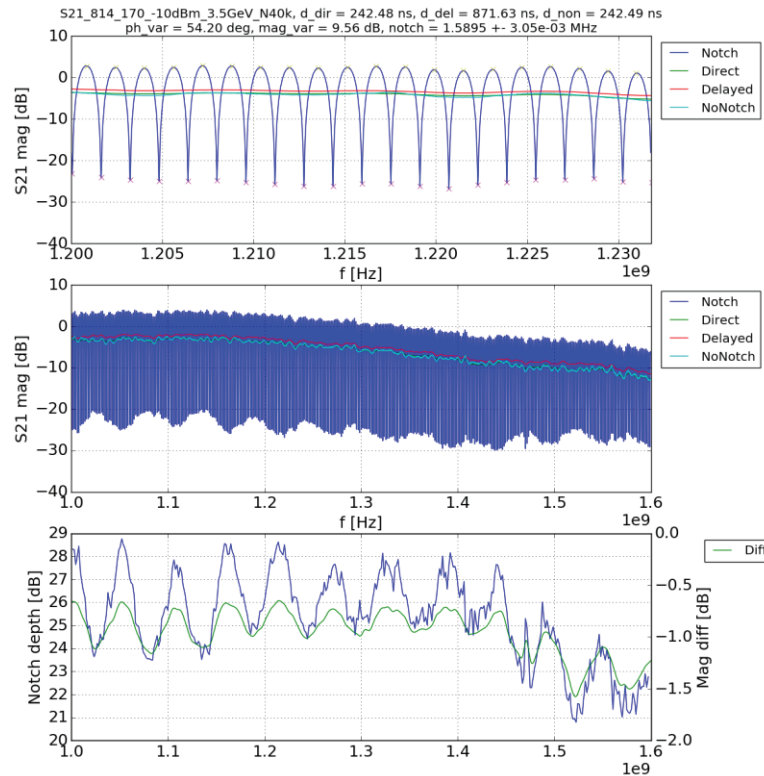 S21_814_170_-10dBm_3.5GeV_N40k, d_dir = 242.48 ns, d_del = 871.63 ns, d_non = 242.49 ns
ph_var = 54.20 deg, mag_var = 9.56 dB, notch = 1.5895 +- 3.05e-03 MHz
10
0
−10
−20
−30
−40
S21 mag [dB]
1.200
1.205
1.210
1.215
1.220
1.225
1.230
1e9
f [Hz]
Notch
Direct
Delayed
NoNotch
10
0
−10
−20
−30
−40
S21 mag [dB]
1.0
1.1
1.2
1.3
1.4
1.5
1.6
1e9
f [Hz]
Notch
Direct
Delayed
NoNotch
29
28
27
26
25
24
23
22
21
20
Notch depth [dB]
0.0
−0.5
−1.0
−1.5
−2.0
Mag diff [dB]
1.0
1.1
1.2
1.3
1.4
1.5
1.6
1e9
Diff